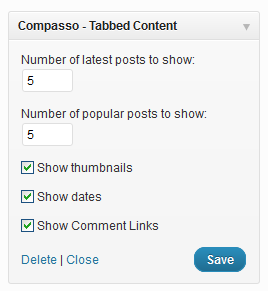 Compasso - Tabbed Content
Number of latest posts to show:
5
Number of popular posts to show:
5
Show thumbnails
Show dates
Show Comment Links
Delete | Close
Save